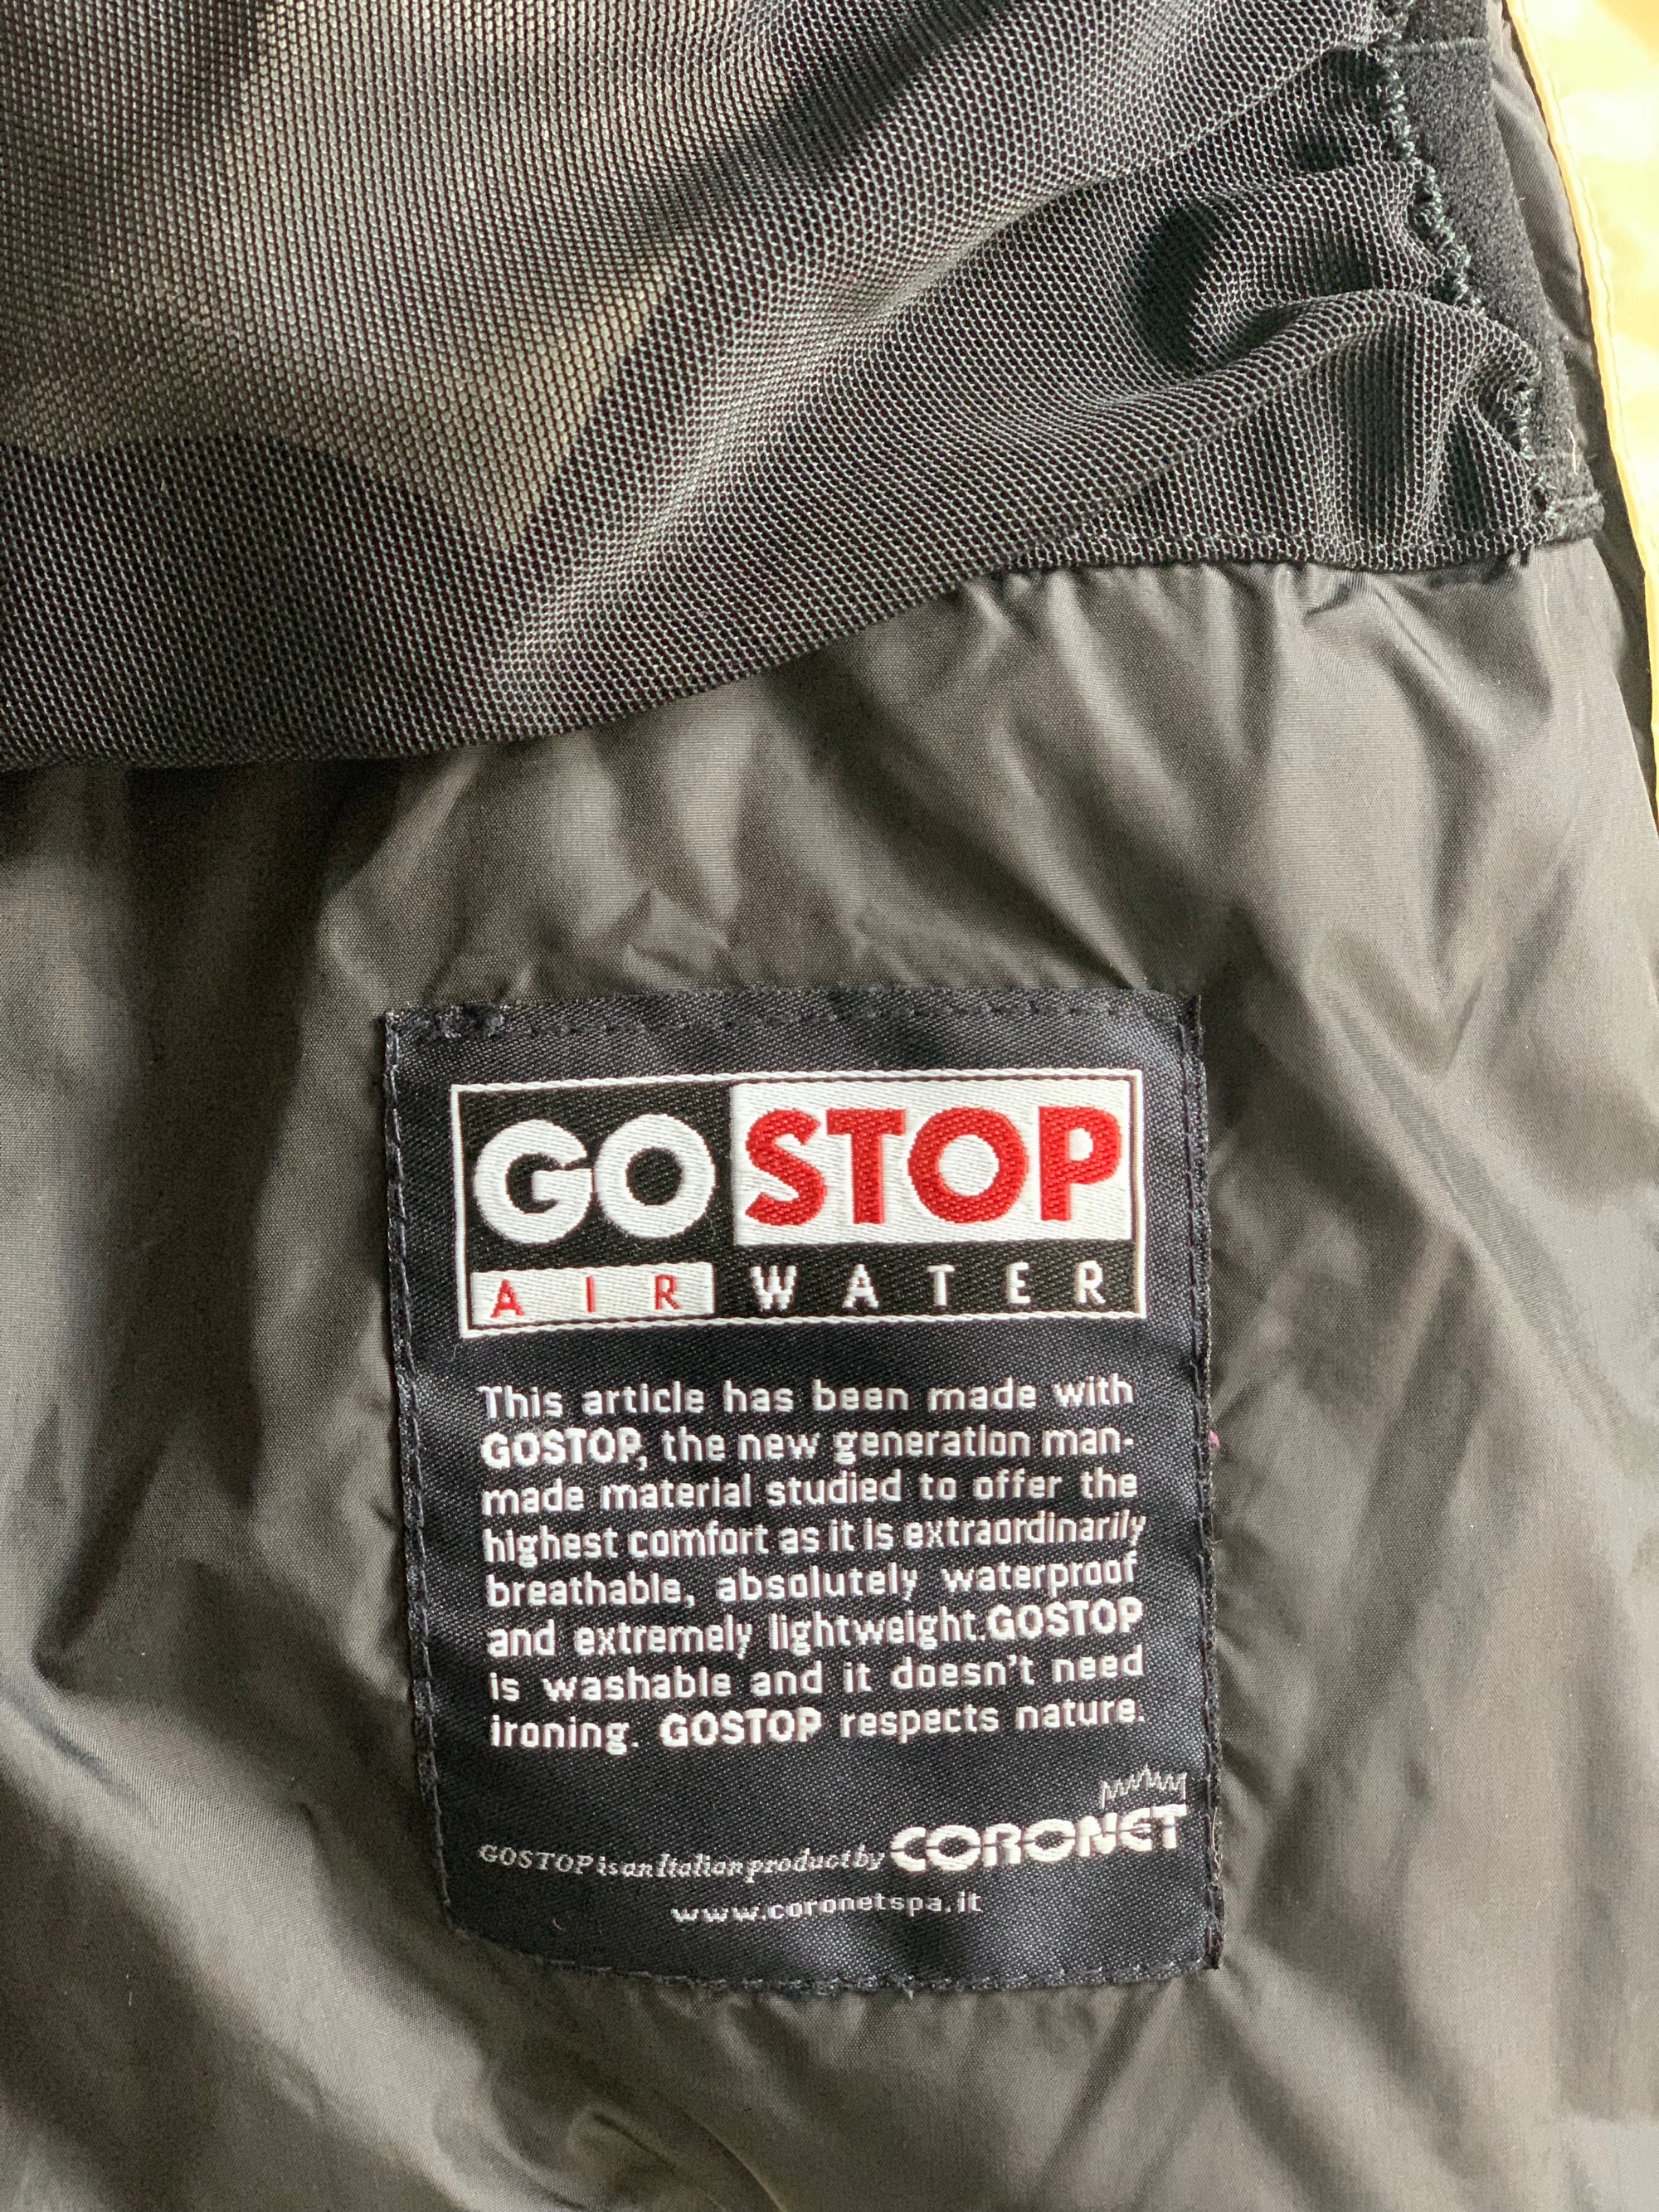 GOSTOP
AIR WATER
This article has been made with
GOSTOP, the new generation man-
made material studied to offer the
highest comfort as it is extraordinarily
breathable, absolutely waterproof
and extremely lightweight.GOSTOP
is washable and it doesn't need
ironing. GOSTOP respects nature.
GOSTOP is an Italian product by CORONET
www.coronetspa.it